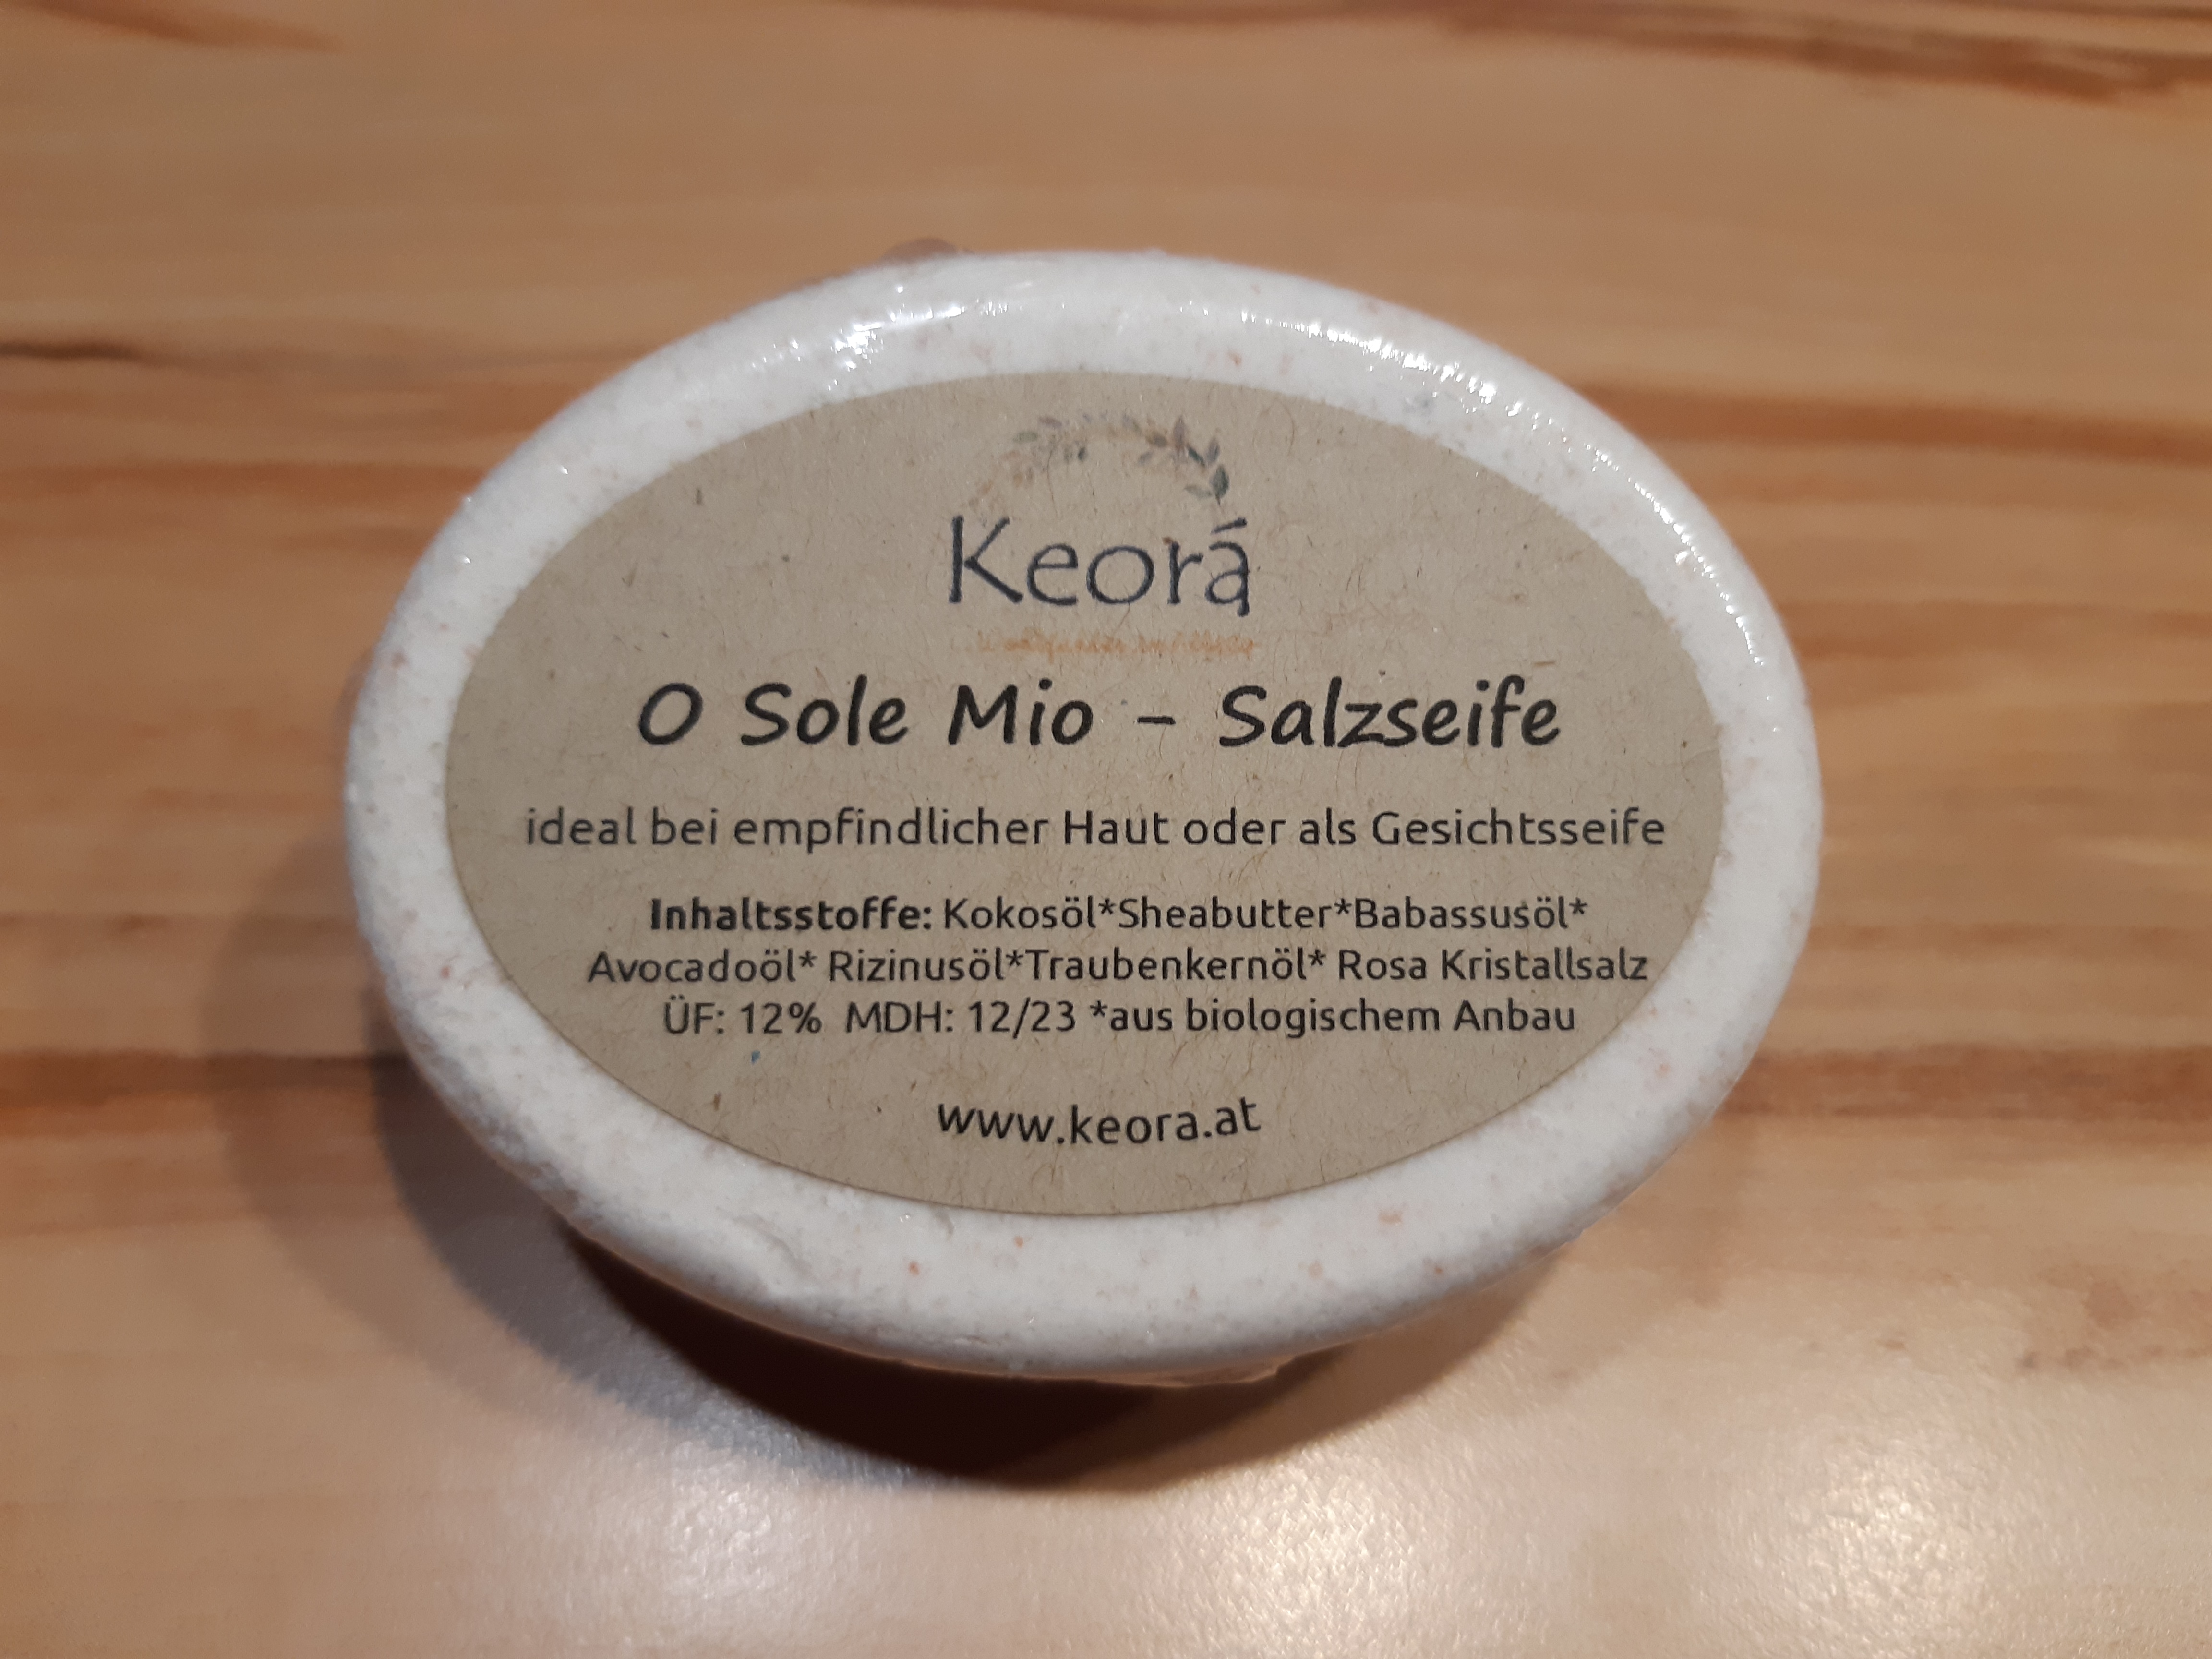 Keorá
O Sole Mio - Salzseife
ideal bei empfindlicher Haut oder als Gesichtsseife
Inhaltsstoffe: Kokosöl*Sheabutter*Babassusöl*
Avocadoöl* Rizinusöl*Traubenkernöl* Rosa Kristallsalz
ÜF: 12% MDH: 12/23 *aus biologischem Anbau
www.keora.at